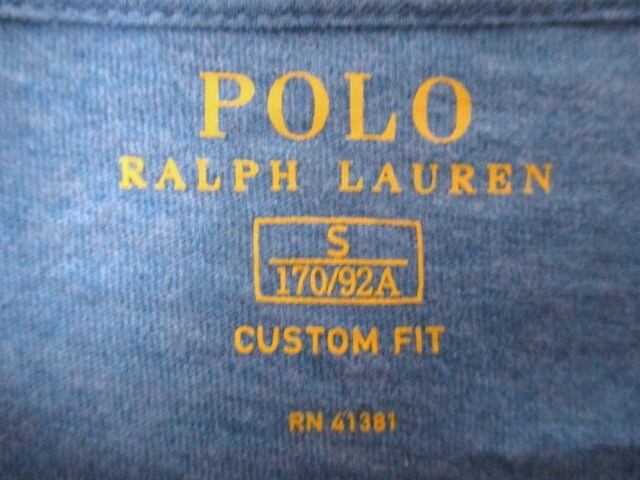 POLO
RALPH LAUREN
S
170/92A
CUSTOM FIT
RN 41381